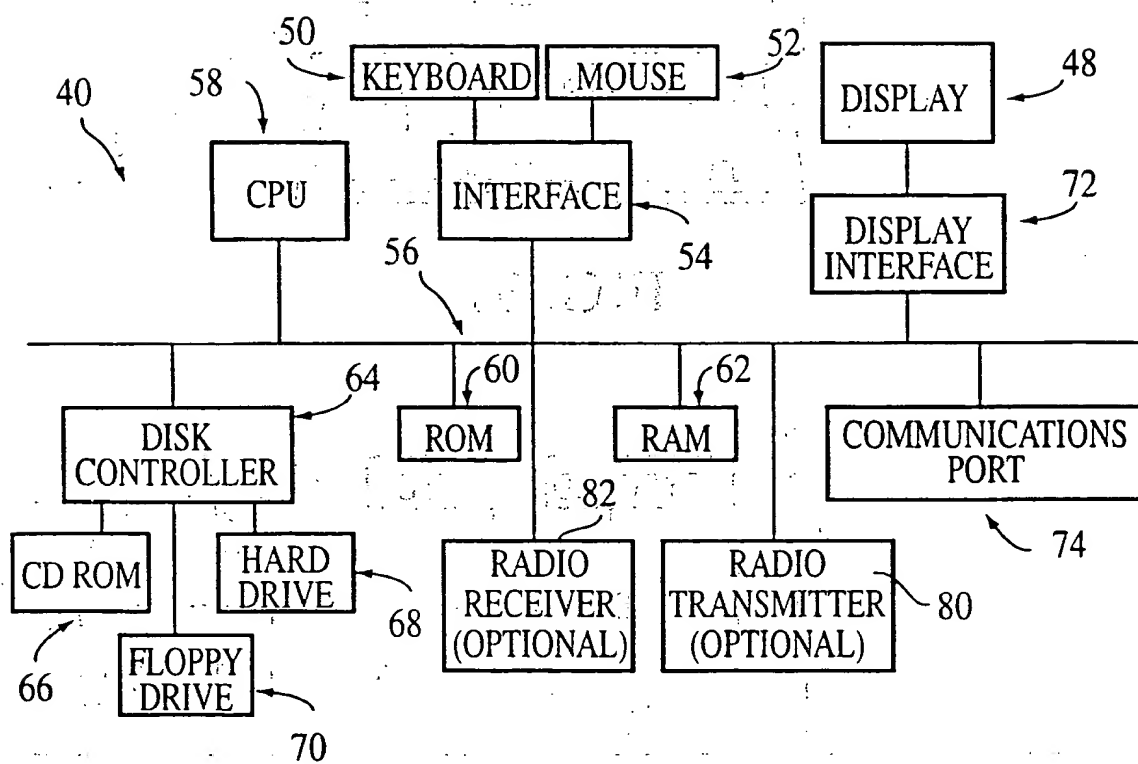 50
KEYBOARD
MOUSE
52
40
58
DISPLAY
48
CPU
INTERFACE
54
72
DISPLAY
INTERFACE
56
64
60
62
DISK
CONTROLLER
ROM
RAM
COMMUNICATIONS
PORT
74
82
CD ROM
66
HARD
DRIVE
68
RADIO
RECEIVER
(OPTIONAL)
RADIO
TRANSMITTER
(OPTIONAL)
80
FLOPPY
DRIVE
70